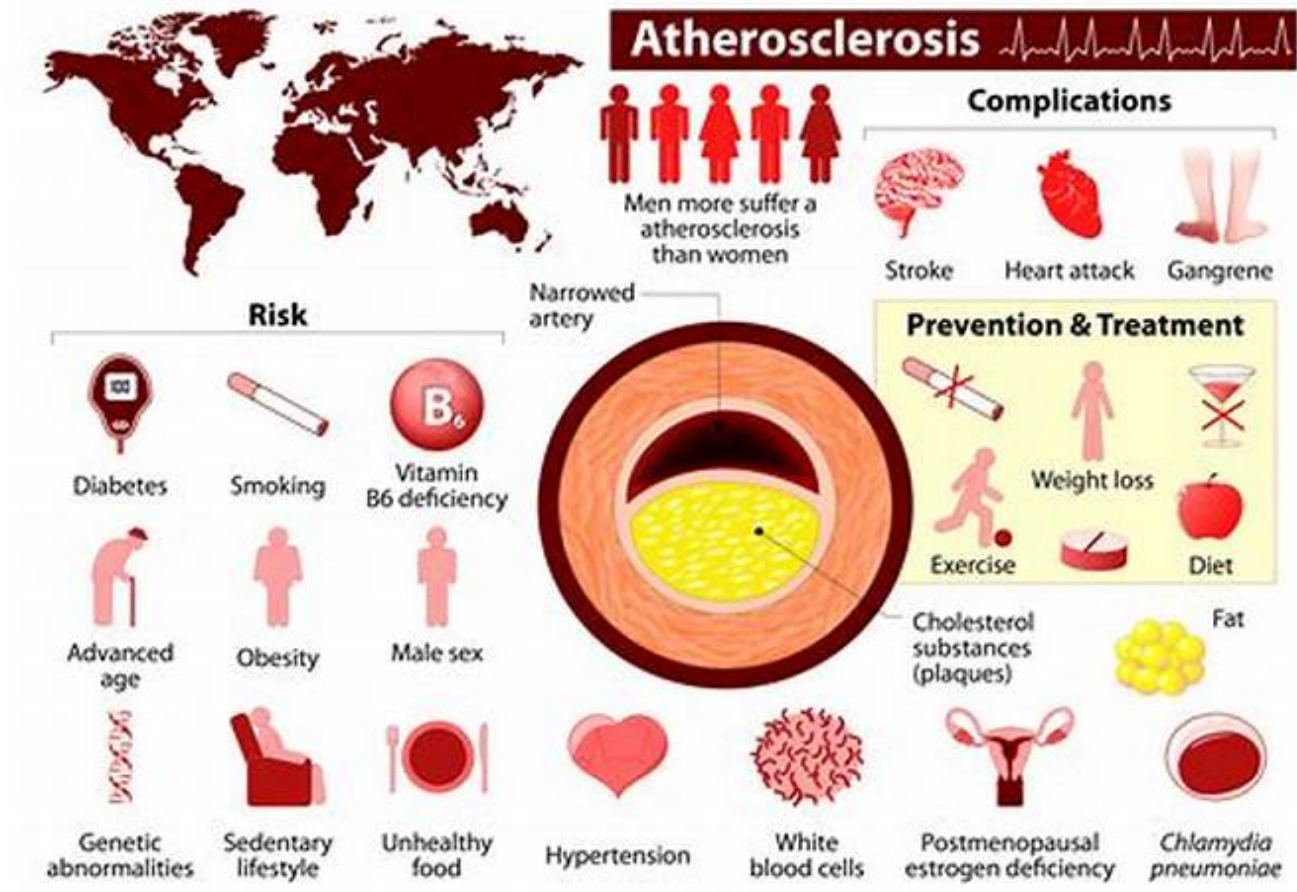 Atherosclerosis
Men more suffer a
atherosclerosis
than women
Complications
Stroke
Heart attack
Gangrene
Risk
Diabetes
Smoking
B6
Vitamin
B6 deficiency
Advanced
age
Obesity
Male sex
Narrowed
artery
Cholesterol
substances
(plaques)
Prevention & Treatment
Weight loss
Exercise
Diet
Fat
Genetic
abnormalities
Sedentary
lifestyle
Unhealthy
food
Hypertension
White
blood cells
Postmenopausal
estrogen deficiency
Chlamydia
pneumoniae